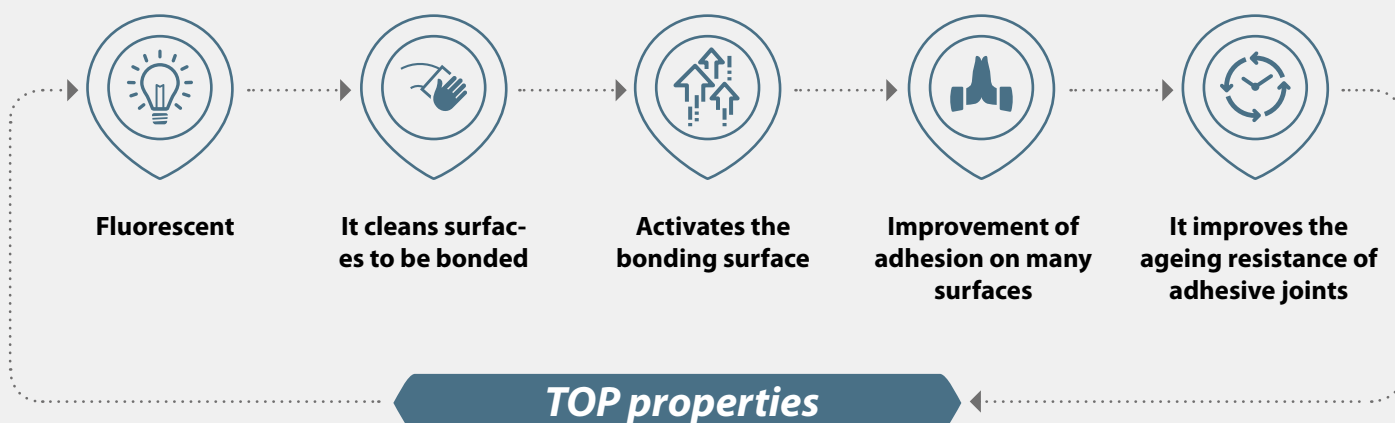 Fluorescent
It cleans surfac-
es to be bonded
Activates the
bonding surface
Improvement of
adhesion on many
surfaces
It improves the
ageing resistance of
adhesive joints
TOP properties